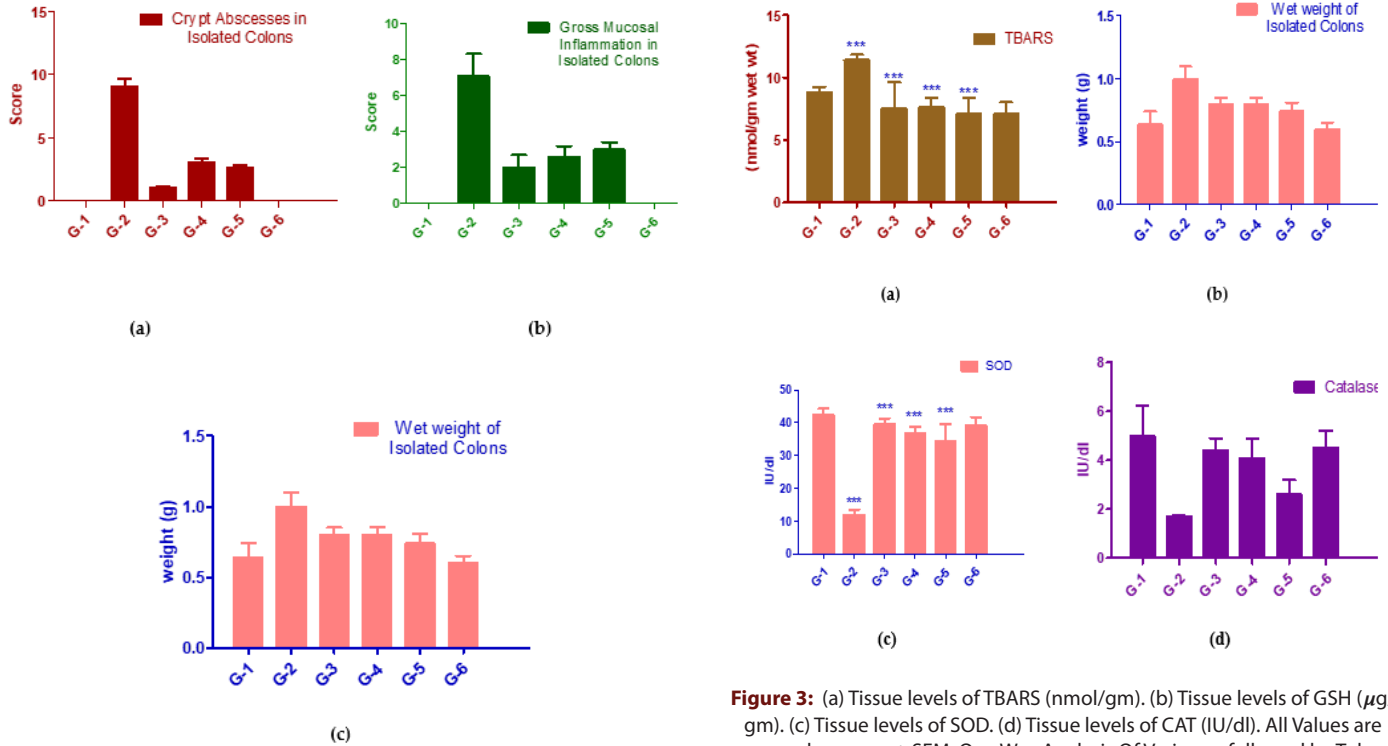 15
10
5
0
Score
Crypt Abscesses in
Isolated Colons
G-1 G-2 G-3 G-4 G-5 G-6
(a)
10
8
6
4
2
0
Score
Gross Mucosal
Inflammation in
Isolated Colons
G-1 G-2 G-3 G-4 G-5 G-6
(b)
1.5
1.0
0.5
0.0
weight (g)
Wet weight of
Isolated Colons
G-1 G-2 G-3 G-4 G-5 G-6
(c)
15
10
5
0
(nmol/gm wet wt)
TBARS
*** *** *** ***
G-1 G-2 G-3 G-4 G-5 G-6
(a)
1.5
1.0
0.5
0.0
weight (g)
Wet weight of
Isolated Colons
G-1 G-2 G-3 G-4 G-5 G-6
(b)
50
40
30
20
10
0
IU/dl
SOD
*** *** *** ***
G-1 G-2 G-3 G-4 G-5 G-6
(c)
8
6
4
2
0
IU/dl
Catalase
G-1 G-2 G-3 G-4 G-5 G-6
(d)
Figure 3: (a) Tissue levels of TBARS (nmol/gm). (b) Tissue levels of GSH (μg
gm). (c) Tissue levels of SOD. (d) Tissue levels of CAT (IU/dl). All Values are